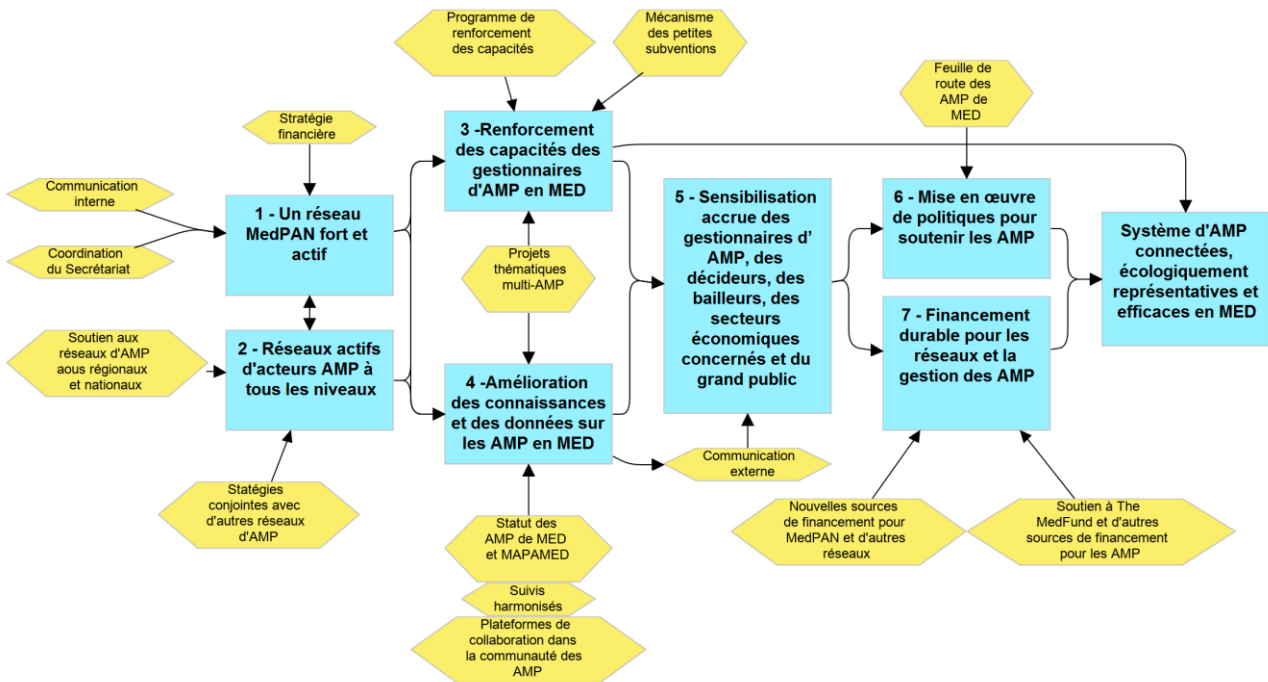 Programme de
renforcement
des capacités
Mécanisme
des petites
subventions
Feuille de
route des
AMP de
MED
Stratégie
financière
Communication
interne
Coordination
du Secrétariat
1 - Un réseau
MedPAN fort et
actif
3 -Renforcement
des capacités des
gestionnaires
d'AMP en MED
5 - Sensibilisation
accrue des
gestionnaires d’
AMP, des
décideurs, des
bailleurs, des
secteurs
économiques
concernés et du
grand public
6 - Mise en œuvre
de politiques pour
soutenir les AMP
Système d'AMP
connectées,
écologiquement
représentatives et
efficaces en MED
Projets
thématiques
multi-AMP
Soutien aux
réseaux d'AMP
aous régionaux
et nationaux
2 - Réseaux actifs
d'acteurs AMP à
tous les niveaux
4 -Amélioration
des connaissances
et des données sur
les AMP en MED
7 - Financement
durable pour les
réseaux et la
gestion des AMP
Communication
externe
Statégies
conjointes avec
d'autres réseaux
d'AMP
Statut des
AMP de MED
et MAPAMED
Suivis
harmonisés
Plateformes de
collaboration dans
la communauté des
AMP
Nouvelles sources
de financement pour
MedPAN et d'autres
réseaux
Soutien à The
MedFund et d'autres
sources de financement
pour les AMP